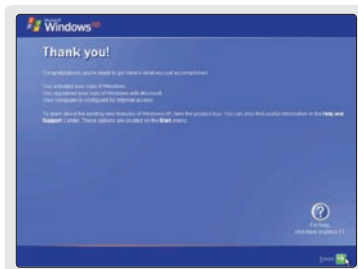 Microsoft
Windows xp
Thank you!
Congratulations, you're ready to go! Here's what you just accomplished:
You activated your copy of Windows.
You registered your copy of Windows with Microsoft.
Your computer is configured for Internet access.
To learn about the exciting new features of Windows XP, take the product tour. You can also find useful information in the Help and
Support Center. These options are located on the Start menu.
For help,
click here or press F1.
Finish